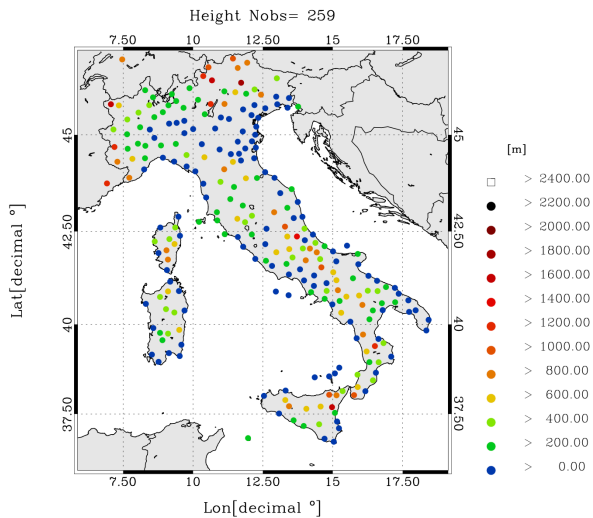 Height Nobs= 259
7.50 10 12.50 15 17.50
45 45
[m]
> 2400.00
> 2200.00
> 2000.00
> 1800.00
> 1600.00
> 1400.00
> 1200.00
> 1000.00
> 800.00
> 600.00
> 400.00
> 200.00
> 0.00
42.50 42.50
Lat[decimal °]
40 40
37.50 37.50
7.50 10 12.50 15 17.50
Lon[decimal °]